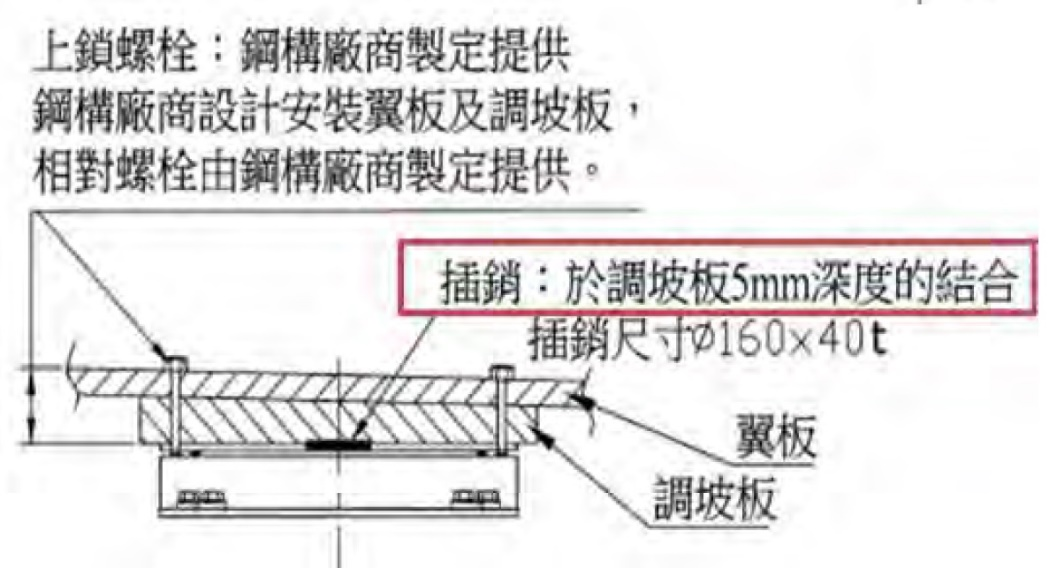 上鎖螺栓：鋼構廠商製定提供
鋼構廠商設計安裝翼板及調坡板，
相對螺栓由鋼構廠商製定提供。
插銷：於調坡板5mm深度的結合
插銷尺寸Ø160×40t
翼板
調坡板